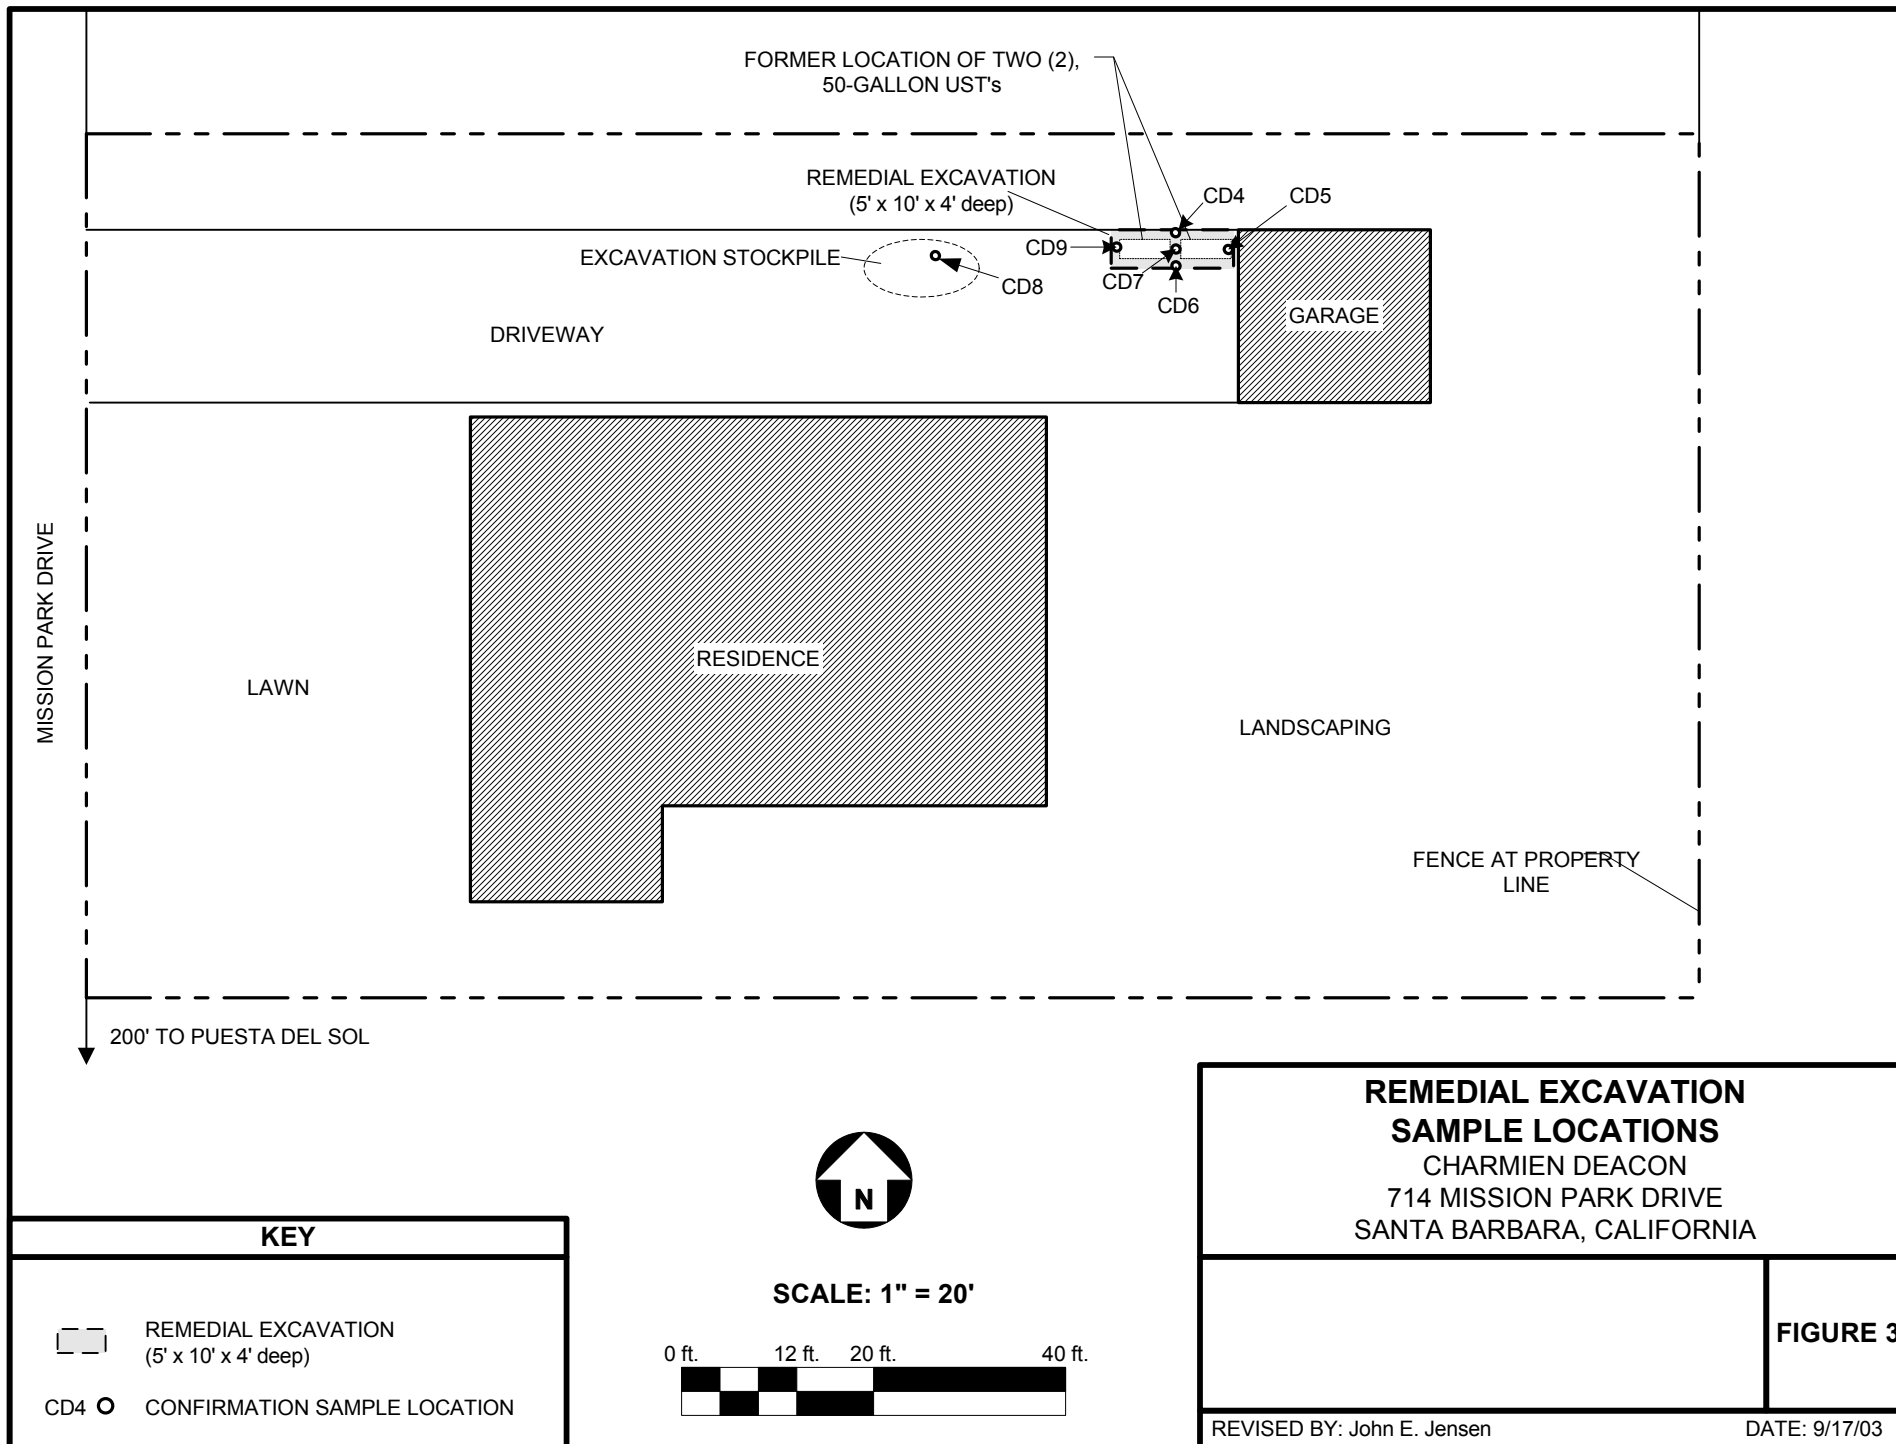 FORMER LOCATION OF TWO (2),
50-GALLON UST's
REMEDIAL EXCAVATION
(5' x 10' x 4' deep)
CD4
CD5
CD9
EXCAVATION STOCKPILE
CD8
CD7
CD6
GARAGE
DRIVEWAY
MISSION PARK DRIVE
RESIDENCE
LAWN
LANDSCAPING
FENCE AT PROPERTY
LINE
200' TO PUESTA DEL SOL
REMEDIAL EXCAVATION
SAMPLE LOCATIONS
CHARMIEN DEACON
714 MISSION PARK DRIVE
SANTA BARBARA, CALIFORNIA
N
KEY
REMEDIAL EXCAVATION
(5' x 10' x 4' deep)
CD4 CONFIRMATION SAMPLE LOCATION
SCALE: 1" = 20'
0 ft. 12 ft. 20 ft. 40 ft.
FIGURE 3
REVISED BY: John E. Jensen DATE: 9/17/03